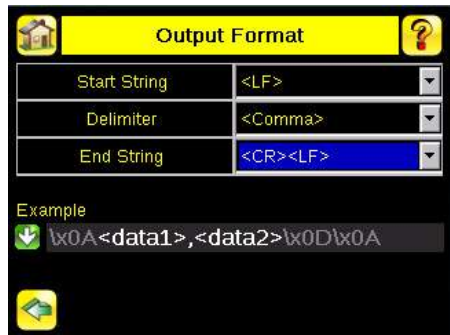 Output Format
?
Start String <LF>
Delimiter <Comma>
End String <CR><LF>
Example
\x0A<data1>,<data2>\x0D\x0A